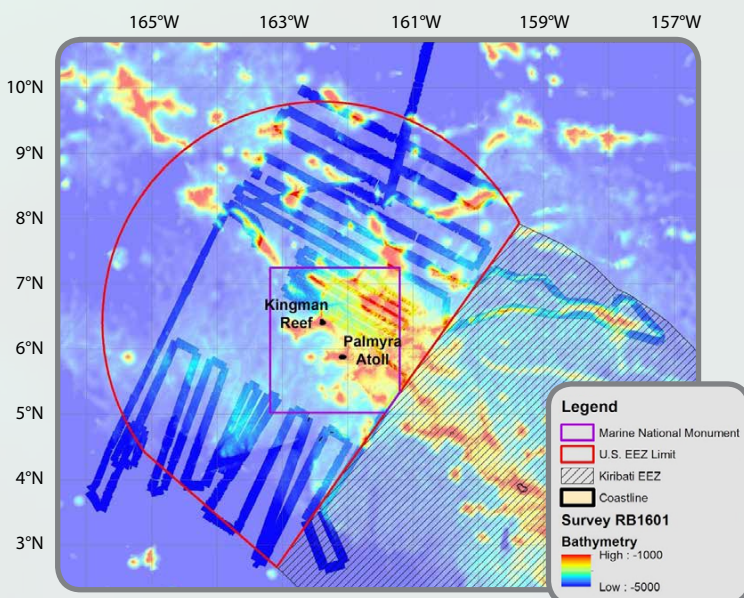 165°W 163°W 161°W 159°W 157°W
10°N
9°N
8°N
7°N
6°N
5°N
4°N
3°N
Kingman
Reef
Palmyra
Atoll
Legend
Marine National Monument
U.S. EEZ Limit
Kiribati EEZ
Coastline
Survey RB1601
Bathymetry
High : -1000
Low : -5000